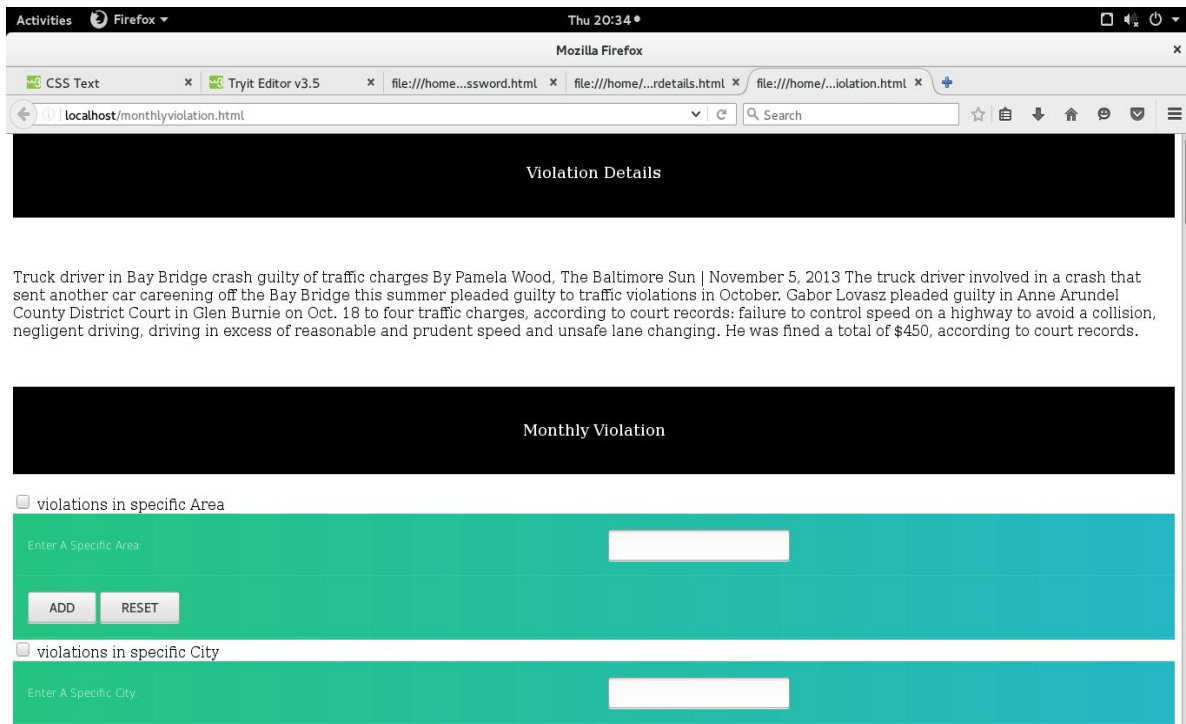 Activities Firefox Thu 20:34
Mozilla Firefox
CSS Text Tryit Editor v3.5 file:///home...ssword.html file:///home/...rdetails.html file:///home/...iolation.html
localhost/monthlyviolation.html Search
Violation Details
Truck driver in Bay Bridge crash guilty of traffic charges By Pamela Wood, The Baltimore Sun | November 5, 2013 The truck driver involved in a crash that
sent another car careening off the Bay Bridge this summer pleaded guilty to traffic violations in October. Gabor Lovasz pleaded guilty in Anne Arundel
County District Court in Glen Burnie on Oct. 18 to four traffic charges, according to court records: failure to control speed on a highway to avoid a collision,
negligent driving, driving in excess of reasonable and prudent speed and unsafe lane changing. He was fined a total of $450, according to court records.
Monthly Violation
violations in specific Area
Enter A Specific Area:
ADD RESET
violations in specific City
Enter A Specific City: